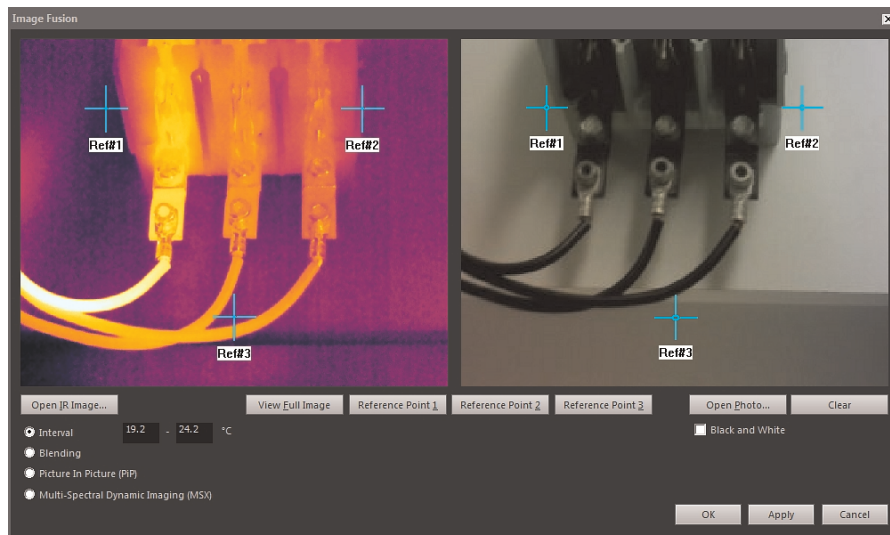 Image Fusion
Ref#1
Ref#2
Ref#3
Ref#1
Ref#2
Ref#3
Open IR Image...
View Full Image
Reference Point 1
Reference Point 2
Reference Point 3
Open Photo...
Clear
Interval 19.2 - 24.2 °C
Black and White
Blending
Picture In Picture (PiP)
Multi-Spectral Dynamic Imaging (MSX)
OK
Apply
Cancel